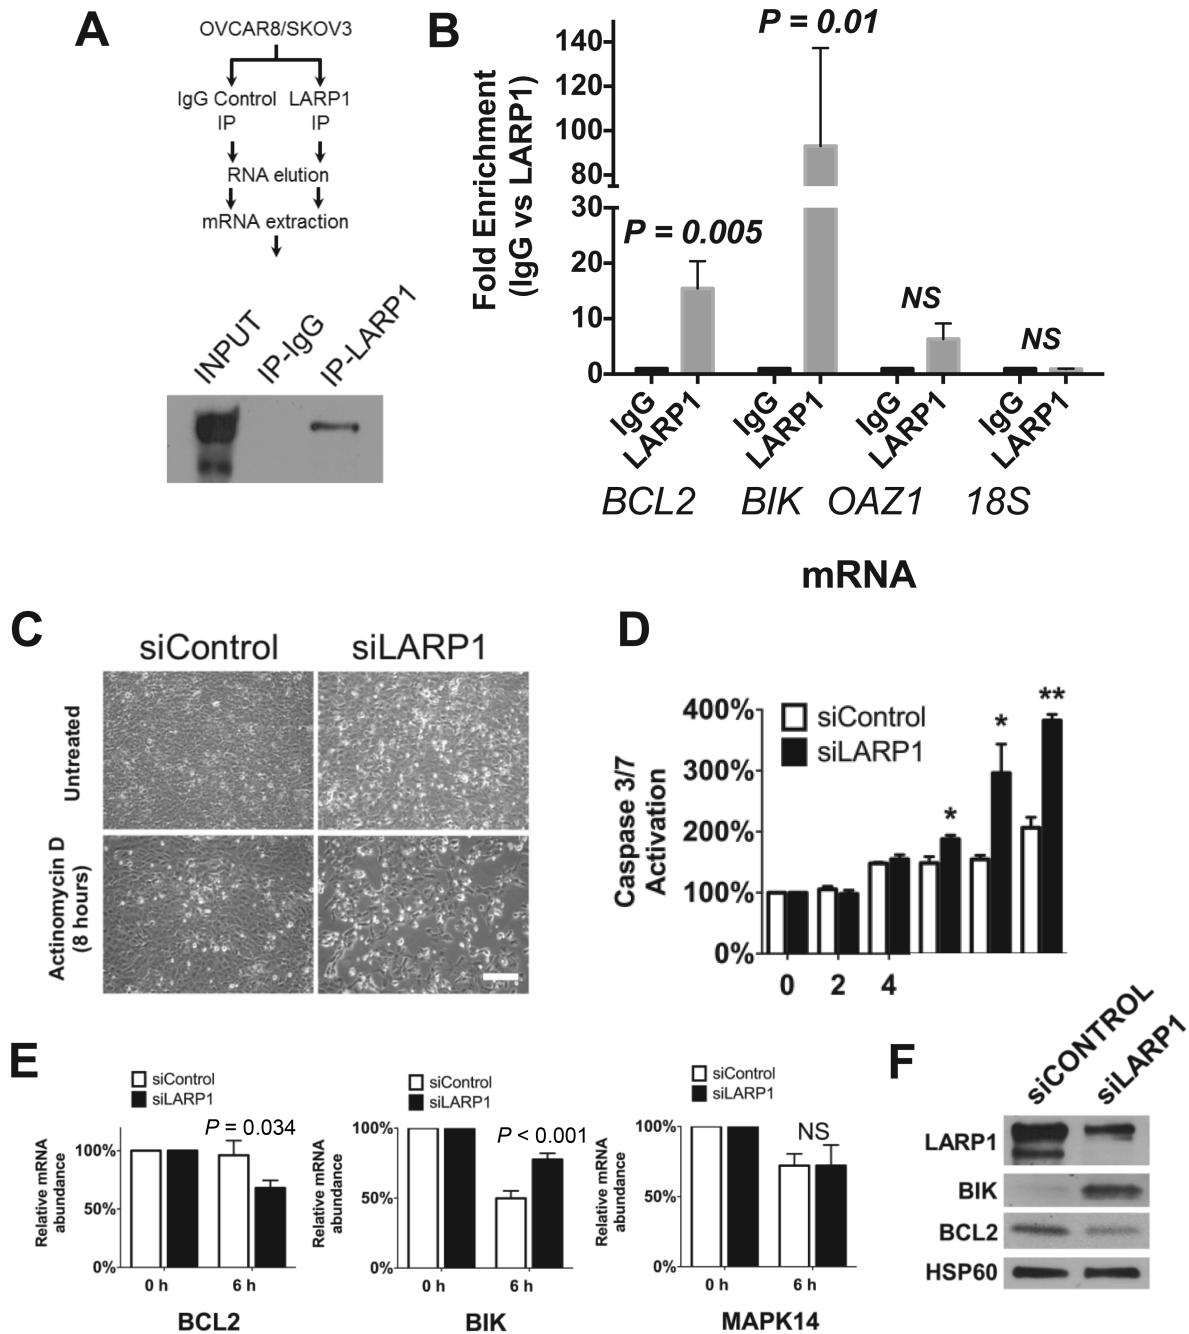 A
OVCAR8/SKOV3
IgG Control LARP1
IP IP
RNA elution
mRNA extraction
INPUT
IP-IgG
IP-LARP1
B
Fold Enrichment
(IgG vs LARP1)
140
120
100
80
30
20
10
0
P = 0.005
P = 0.01
NS
NS
IgG
LARP1
IgG
LARP1
IgG
LARP1
IgG
LARP1
BCL2 BIK OAZ1 18S
mRNA
C
siControl siLARP1
Untreated
Actinomycin D
(8 hours)
D
Caspase 3/7
Activation
400%
300%
200%
100%
0%
siControl
siLARP1
*
*
**
0 2 4
E
siControl
siLARP1
Relative mRNA
abundance
100%
50%
0%
P = 0.034
0 h 6 h
BCL2
siControl
siLARP1
Relative mRNA
abundance
100%
50%
0%
P < 0.001
0 h 6 h
BIK
siControl
siLARP1
Relative mRNA
abundance
100%
50%
0%
NS
0 h 6 h
MAPK14
F
siCONTROL
siLARP1
LARP1
BIK
BCL2
HSP60